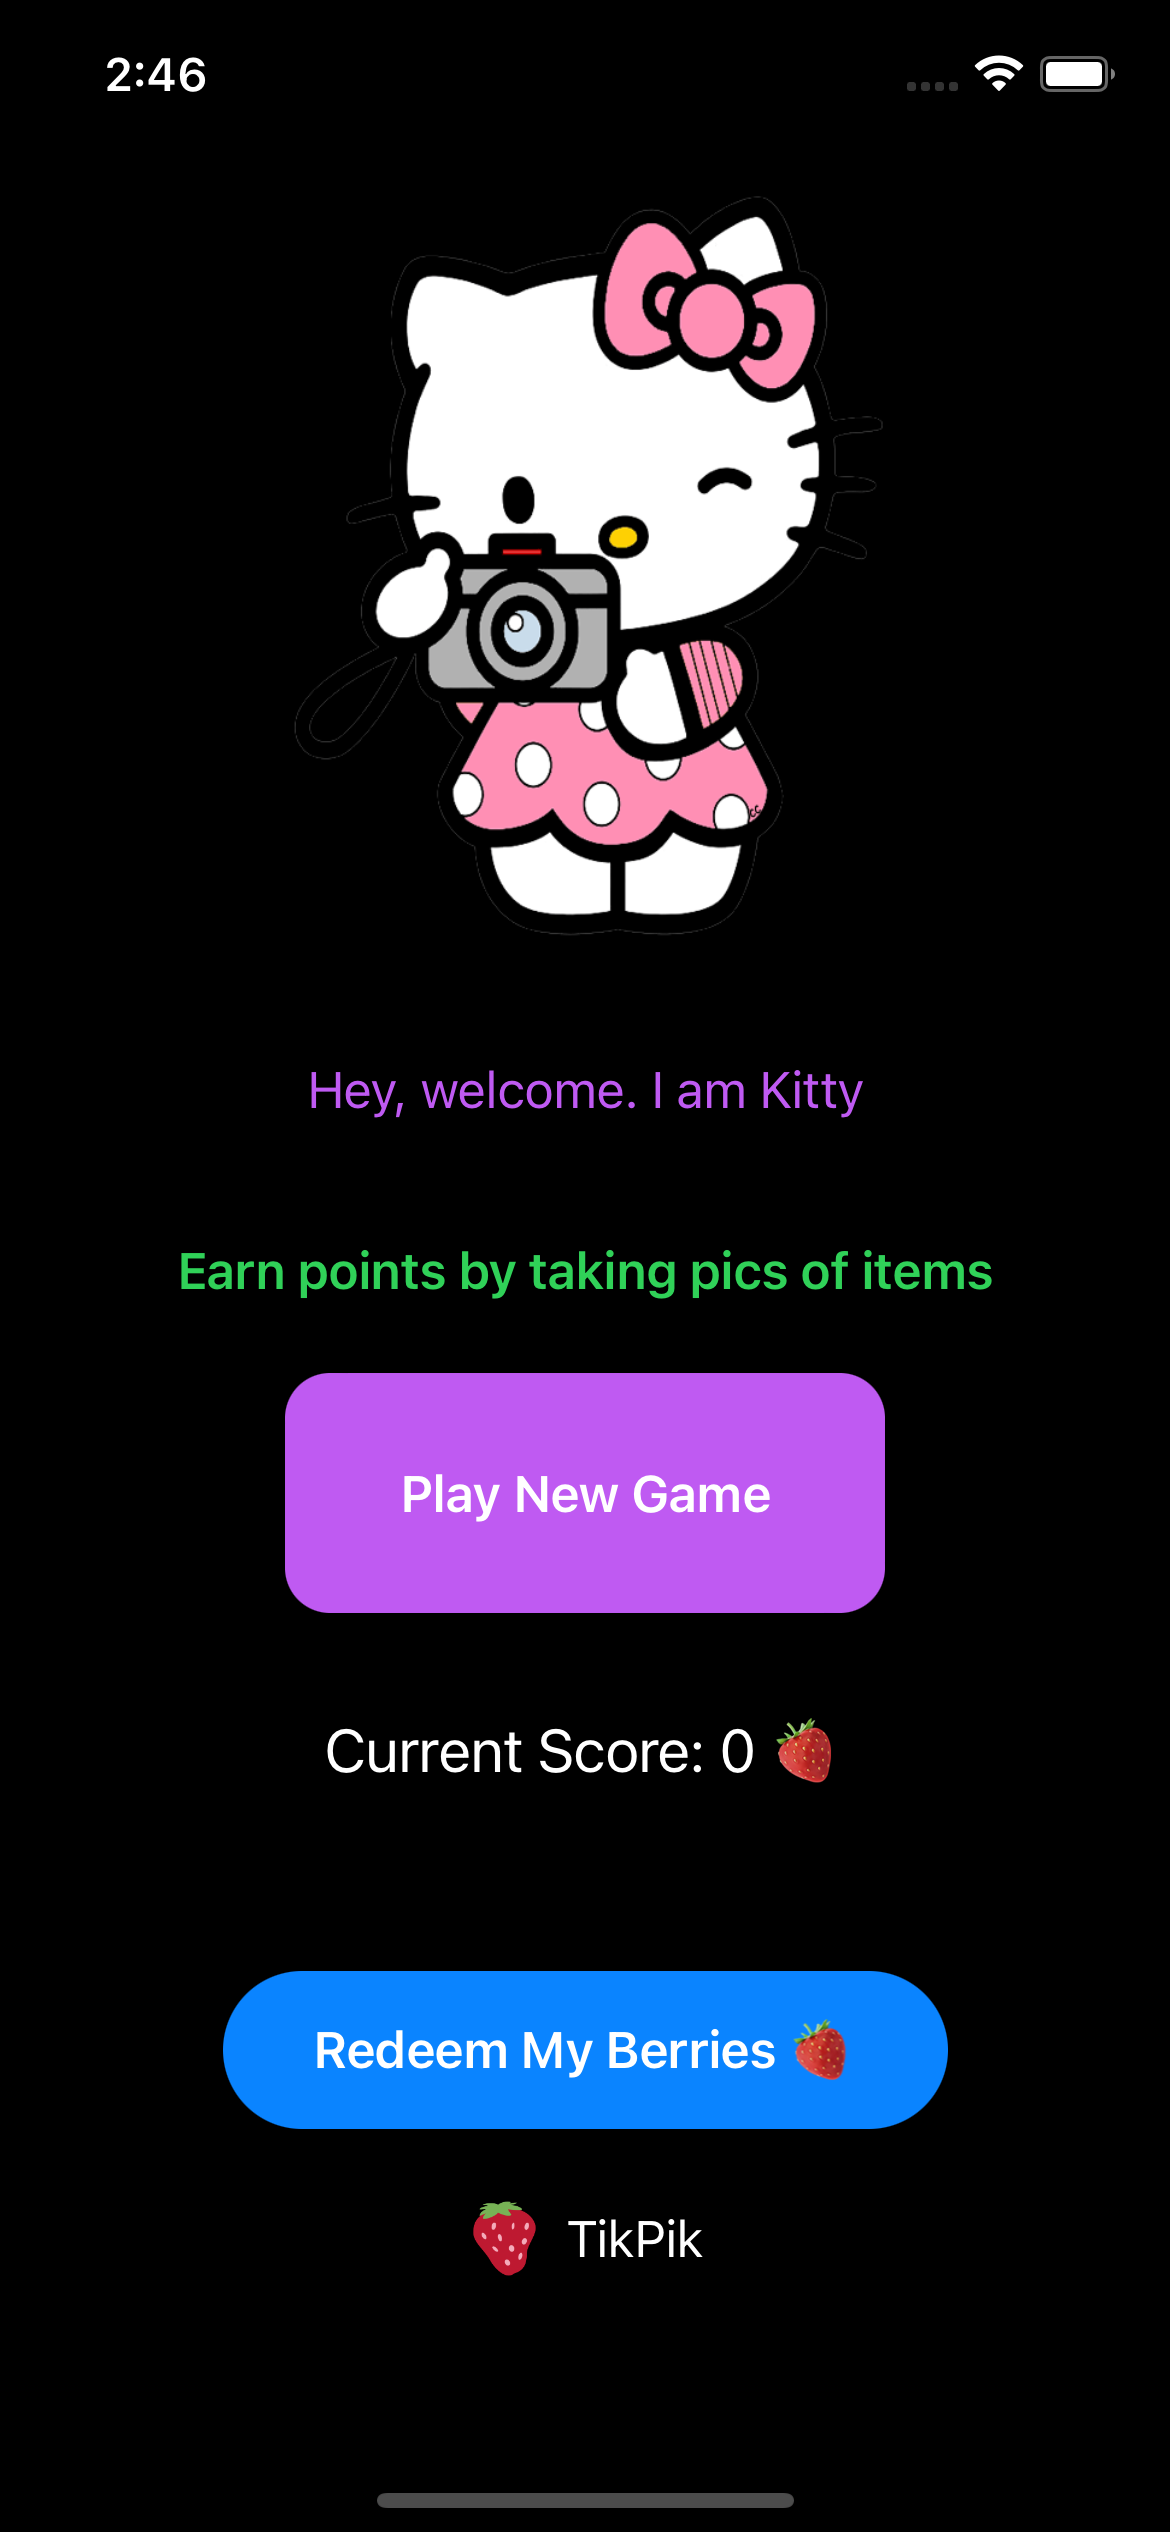 2:46
Hey, welcome. I am Kitty
Earn points by taking pics of items
Play New Game
Current Score: 0 🍓
Redeem My Berries 🍓
TikPik